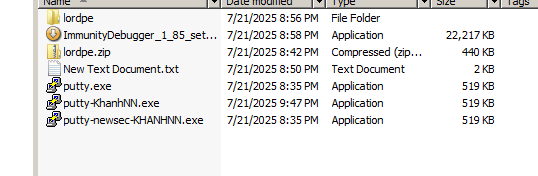 Name Date modified Type Size Tags
lordpe 7/21/2025 8:56 PM File Folder
ImmunityDebugger_1_85_set... 7/21/2025 8:58 PM Application 22,217 KB
lordpe.zip 7/21/2025 8:42 PM Compressed (zip... 440 KB
New Text Document.txt 7/21/2025 8:50 PM Text Document 2 KB
putty.exe 7/21/2025 8:35 PM Application 519 KB
putty-KhanhNN.exe 7/21/2025 9:47 PM Application 519 KB
putty-newsec-KHANHNN.exe 7/21/2025 8:35 PM Application 519 KB